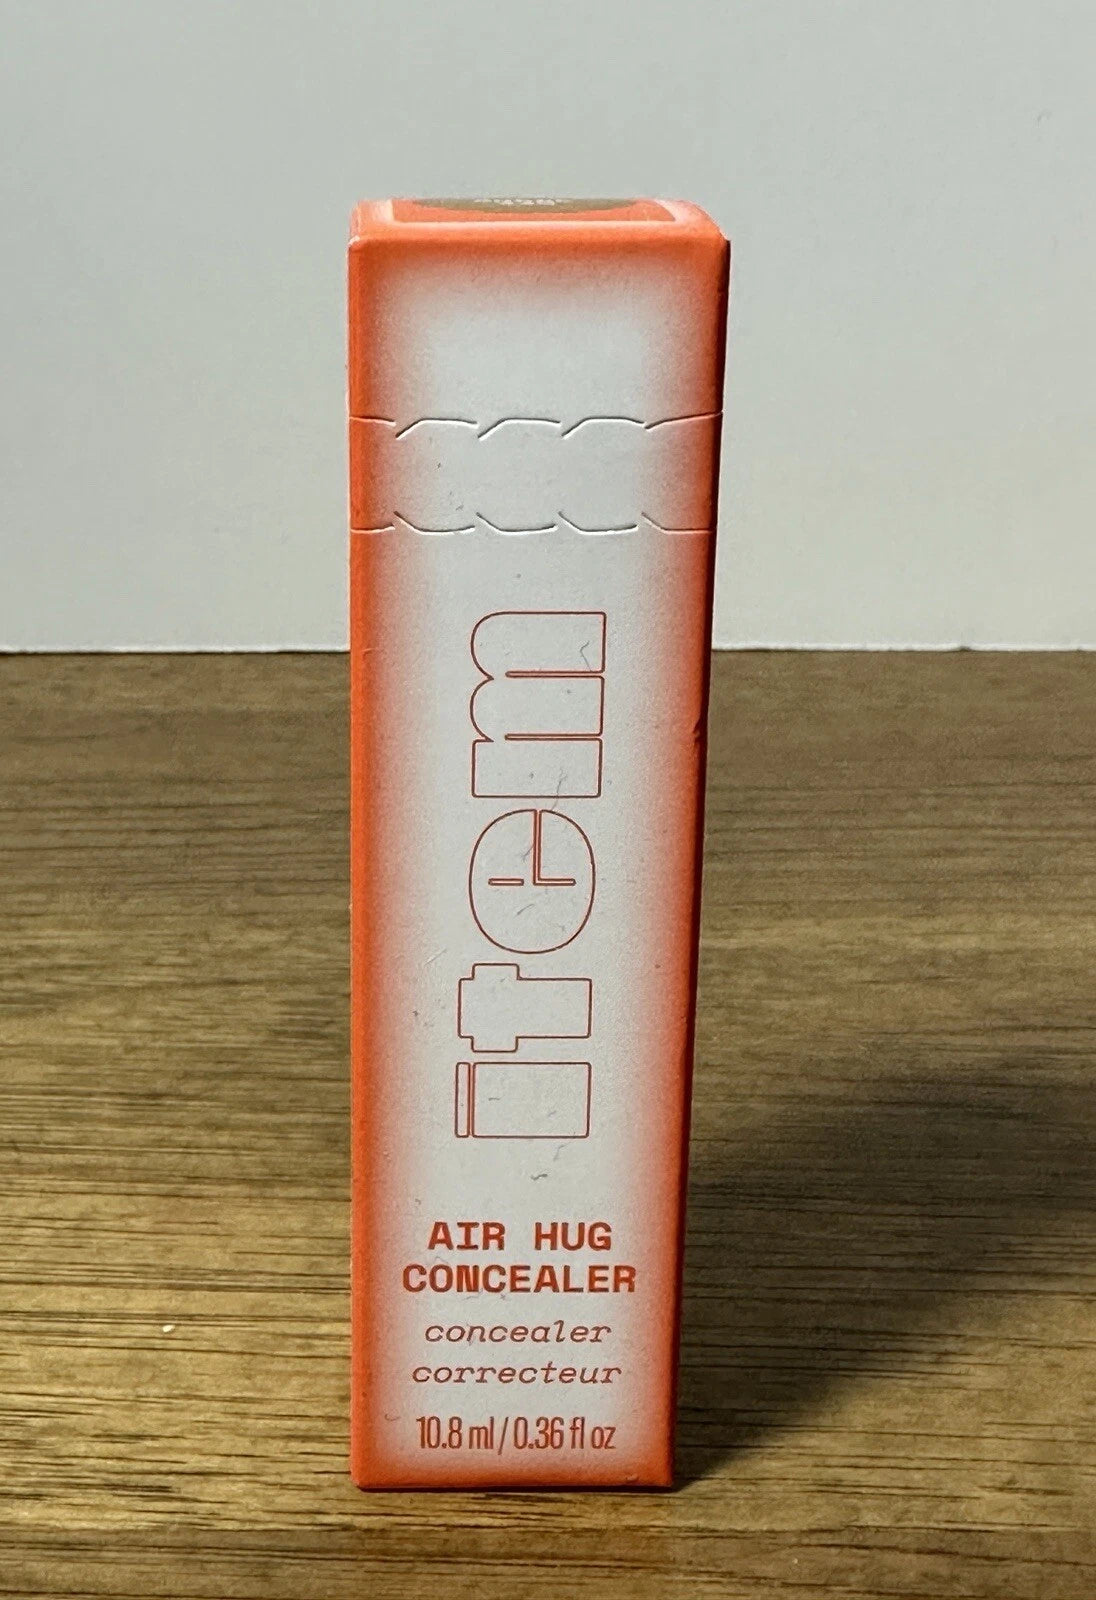 item
AIR HUG
CONCEALER
concealer
correcteur
10.8 ml / 0.36 fl oz